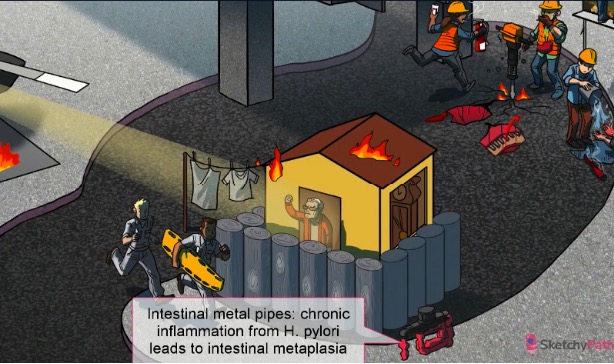 Intestinal metal pipes: chronic
inflammation from H. pylori
leads to intestinal metaplasia
SketchyPath